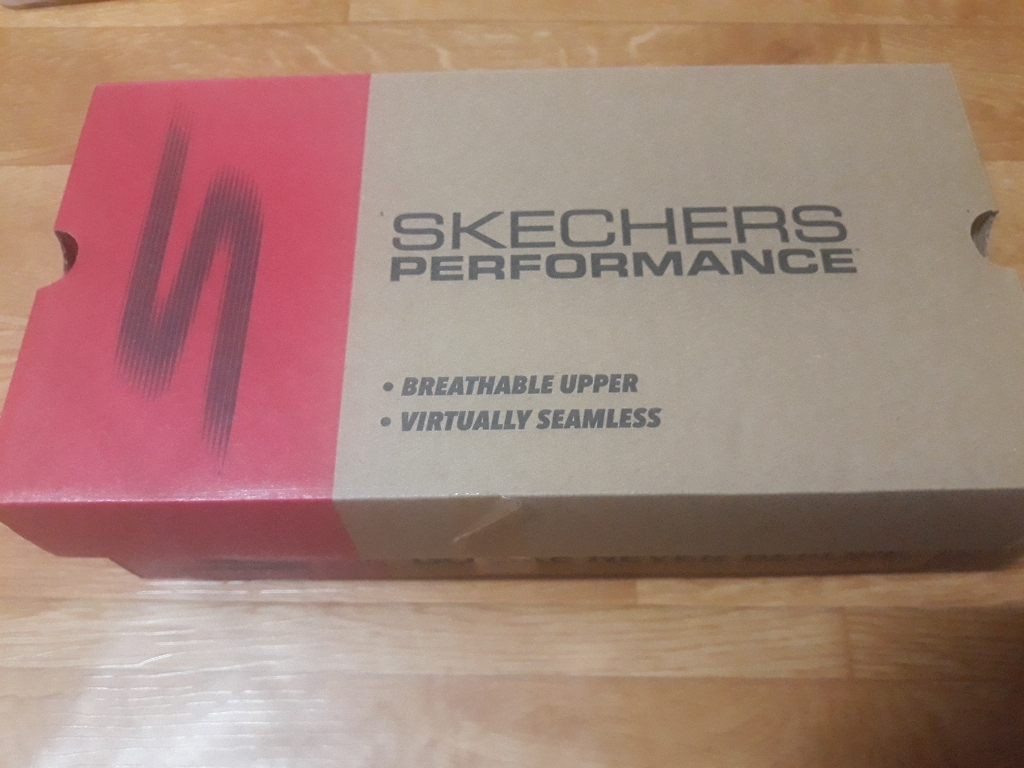 SKECHERS
PERFORMANCE
• BREATHABLE UPPER
• VIRTUALLY SEAMLESS